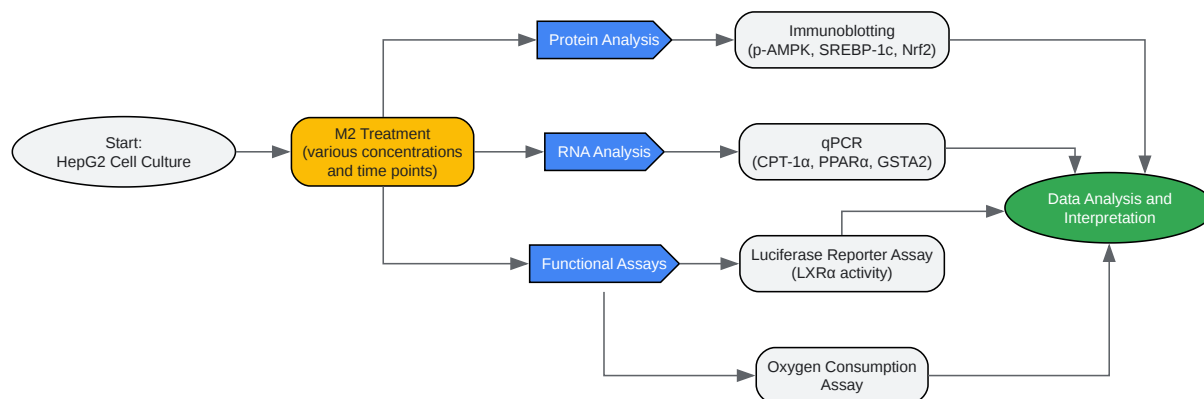 Start:
HepG2 Cell Culture
M2 Treatment
(various concentrations
and time points)
Protein Analysis
Immunoblotting
(p-AMPK, SREBP-1c, Nrf2)
RNA Analysis
qPCR
(CPT-1α, PPARα, GSTA2)
Functional Assays
Luciferase Reporter Assay
(LXRα activity)
Oxygen Consumption
Assay
Data Analysis and
Interpretation